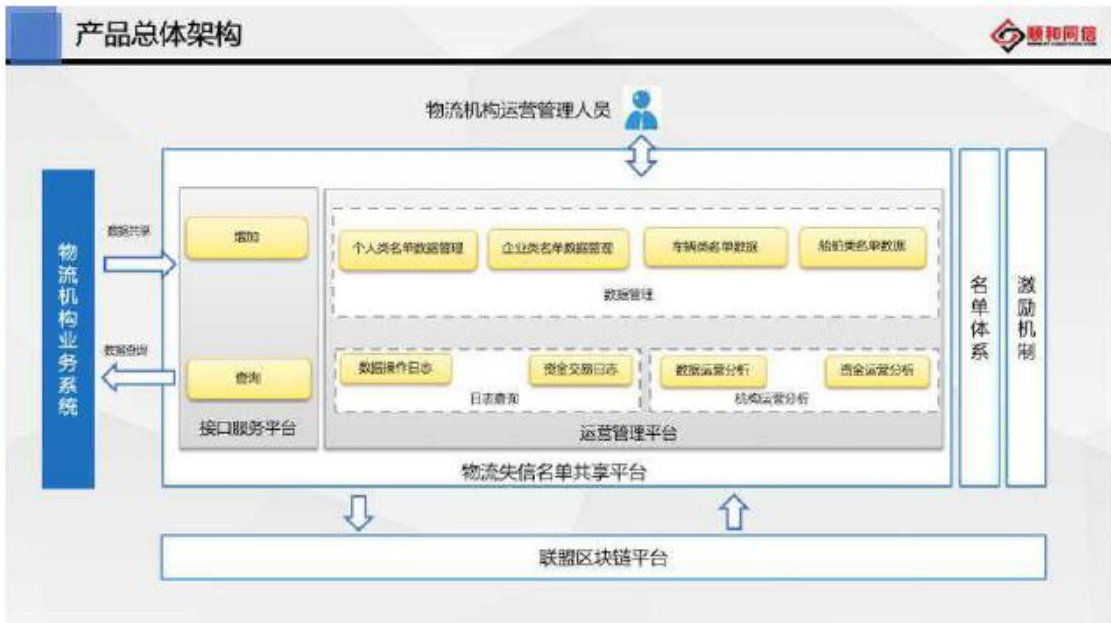 产品总体架构
顺和同信
物流机构运营管理人员
物流机构业务系统
数据共享
数据查询
增加
查询
接口服务平台
个人类名单数据管理
企业类名单数据管理
车辆类名单数据
船舶类名单数据
数据管理
数据操作日志
资金交易日志
日志查询
数据运营分析
资金运营分析
机构运营分析
运营管理平台
物流失信名单共享平台
名单体系
激励机制
联盟区块链平台